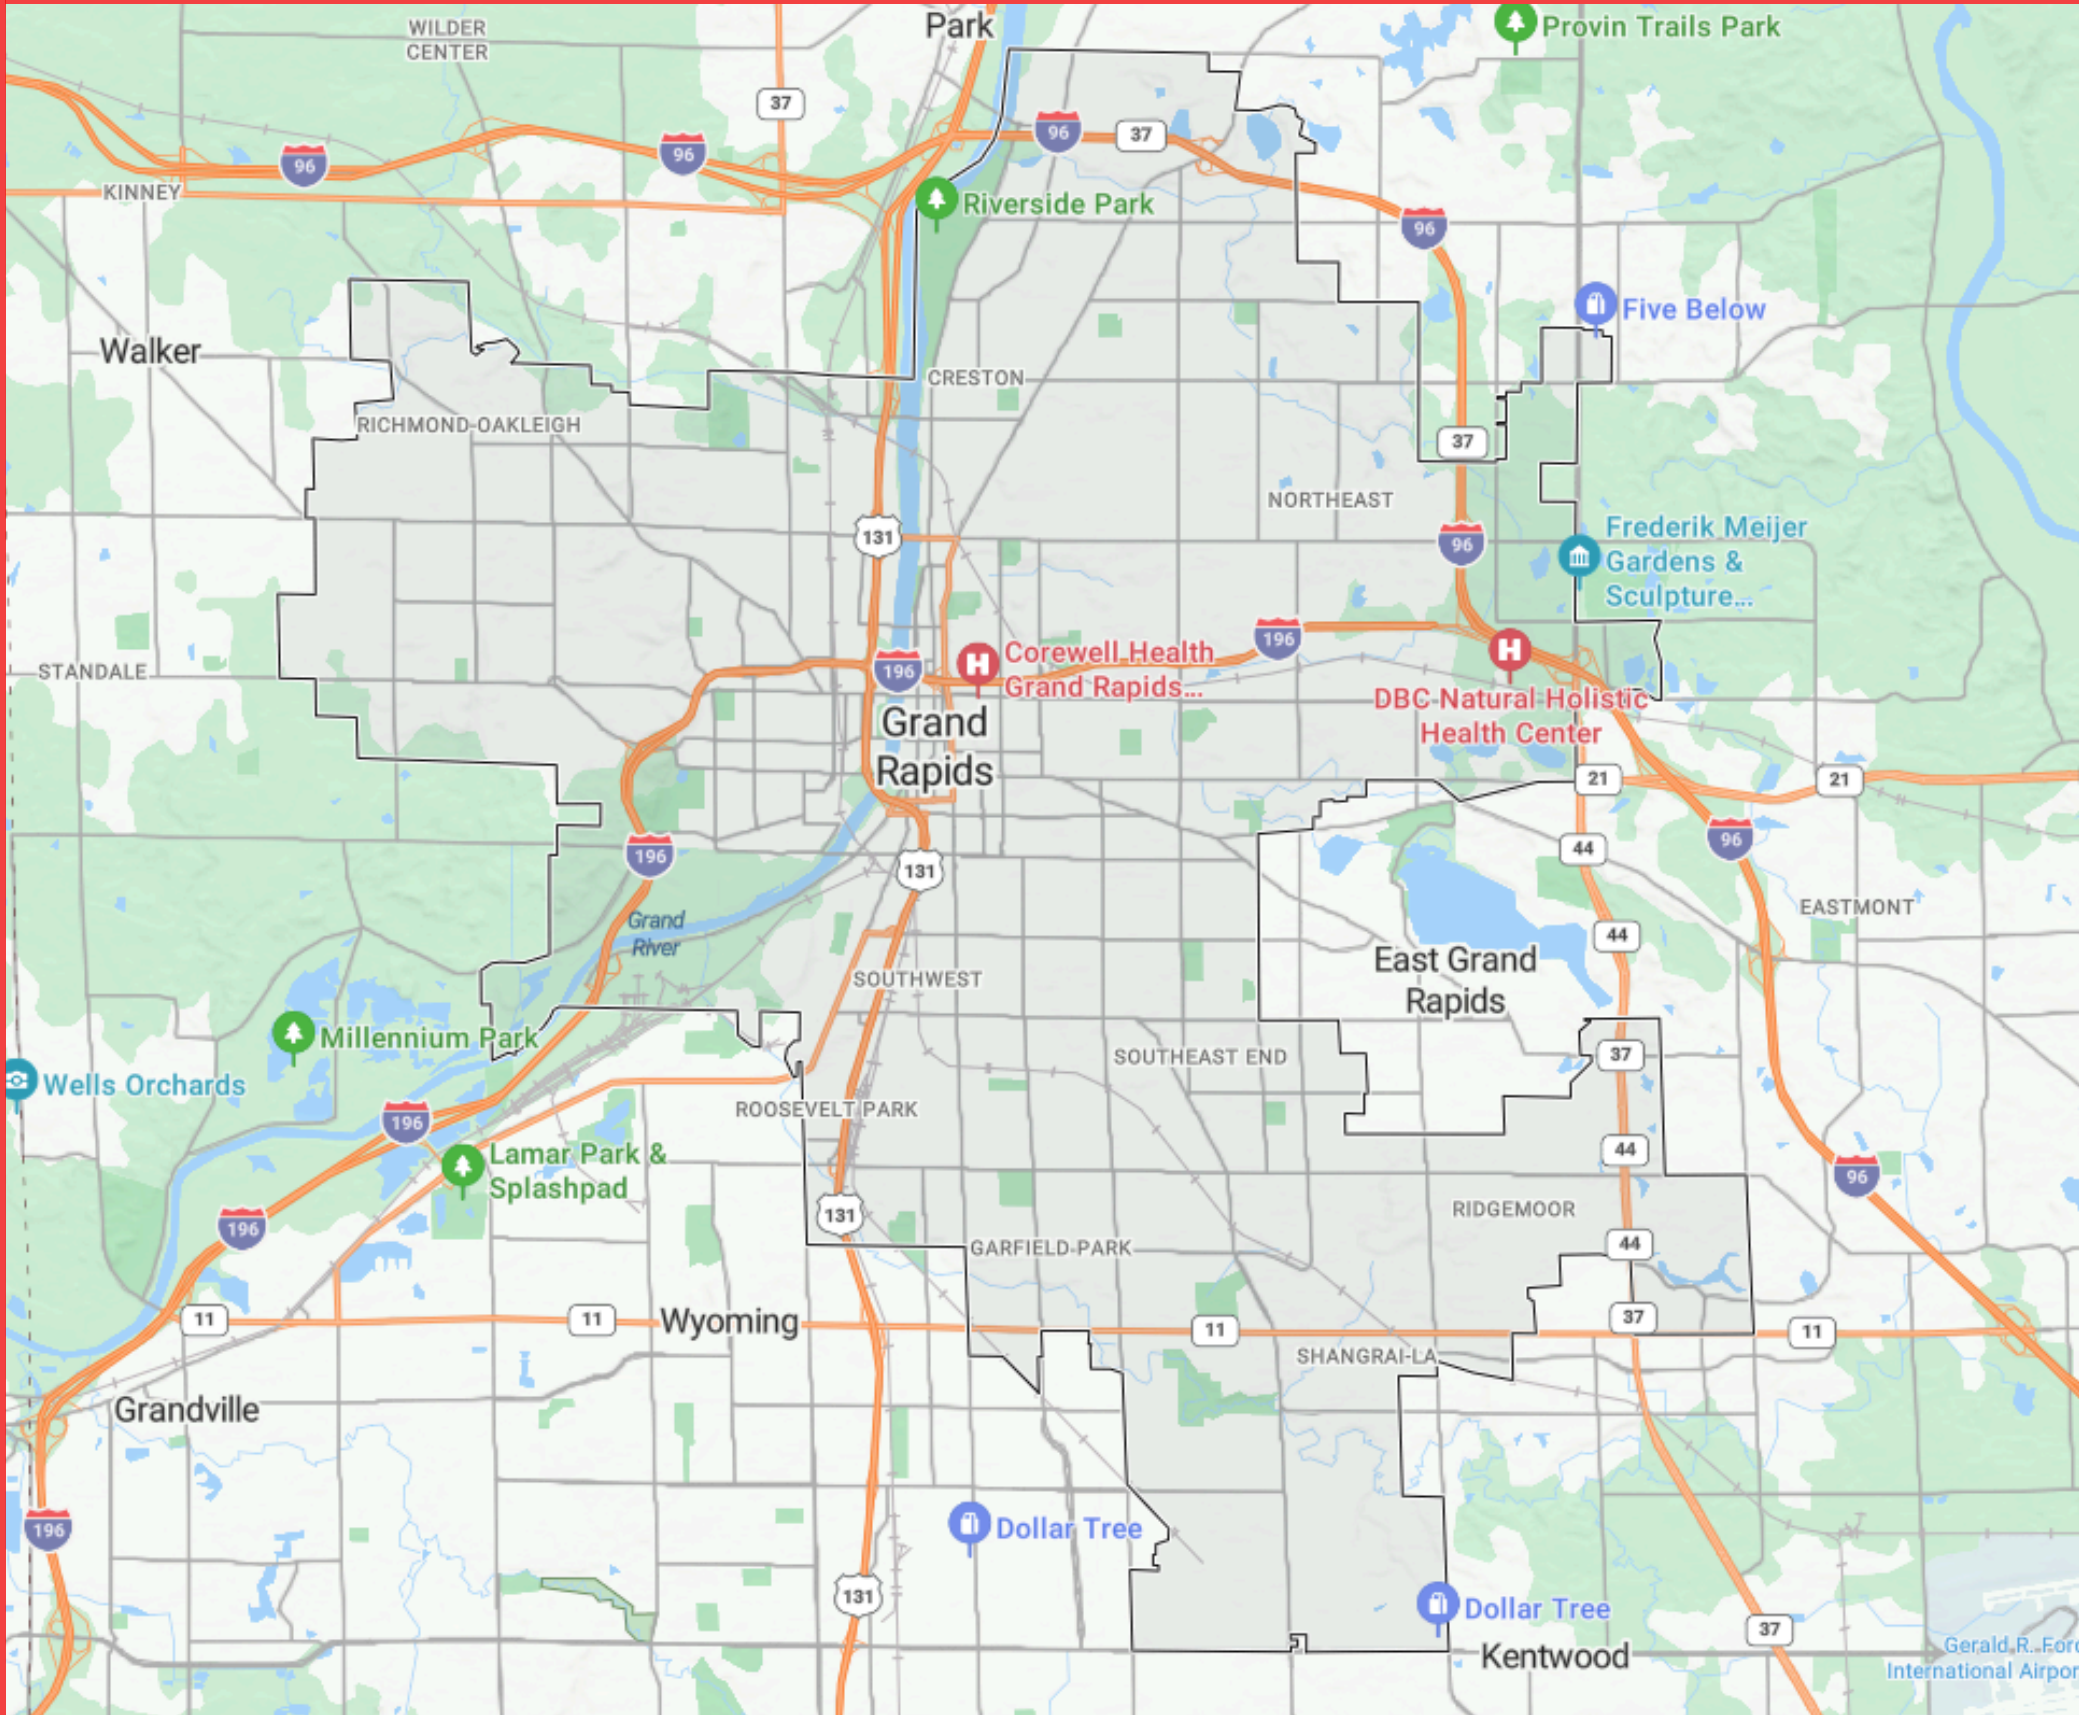 WILDER
CENTER
Park
Provin Trails Park
37
96
37
96
96
KINNEY
Riverside Park
96
Five Below
Walker
CRESTON
RICHMOND-OAKLEIGH
37
NORTHEAST
Frederik Meijer
Gardens &
Sculpture...
131
96
196
STANDALE
196
Corewell Health
Grand Rapids...
DBC Natural Holistic
Health Center
Grand
Rapids
21
21
96
44
196
131
EASTMONT
Grand
River
44
East Grand
Rapids
SOUTHWEST
Millennium Park
SOUTHEAST END
37
Wells Orchards
ROOSEVELT PARK
196
44
Lamar Park &
Splashpad
96
RIDGEMOOR
131
196
GARFIELD-PARK
44
11
11
Wyoming
11
37
11
SHANGRAI-LA
Grandville
196
Dollar Tree
131
Dollar Tree
37
Kentwood
Gerald R. Ford
International Airpor